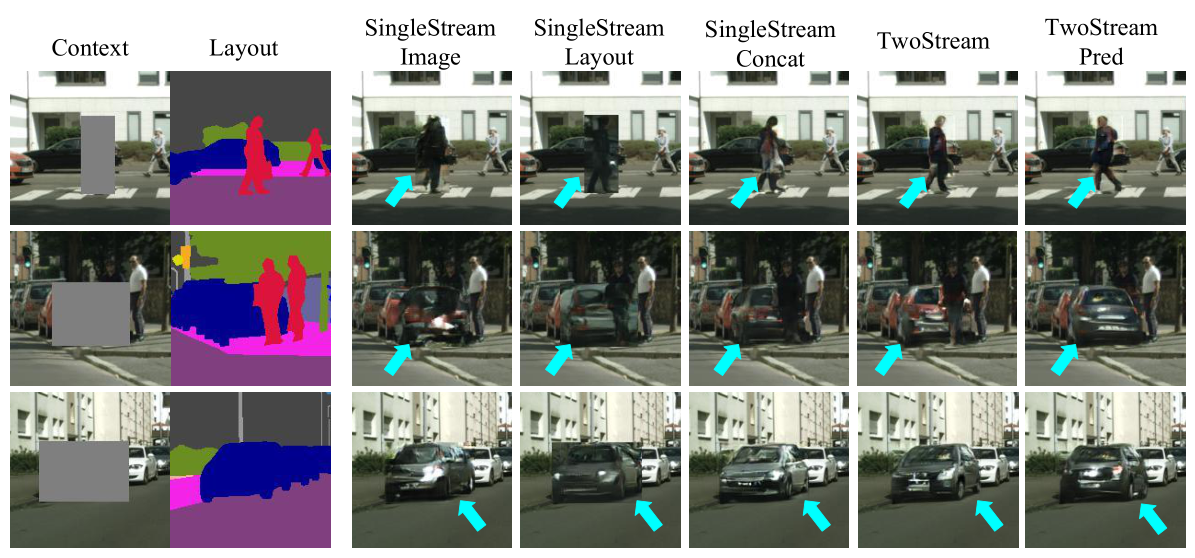 Context
Layout
SingleStream
Image
SingleStream
Layout
SingleStream
Concat
TwoStream
TwoStream
Pred